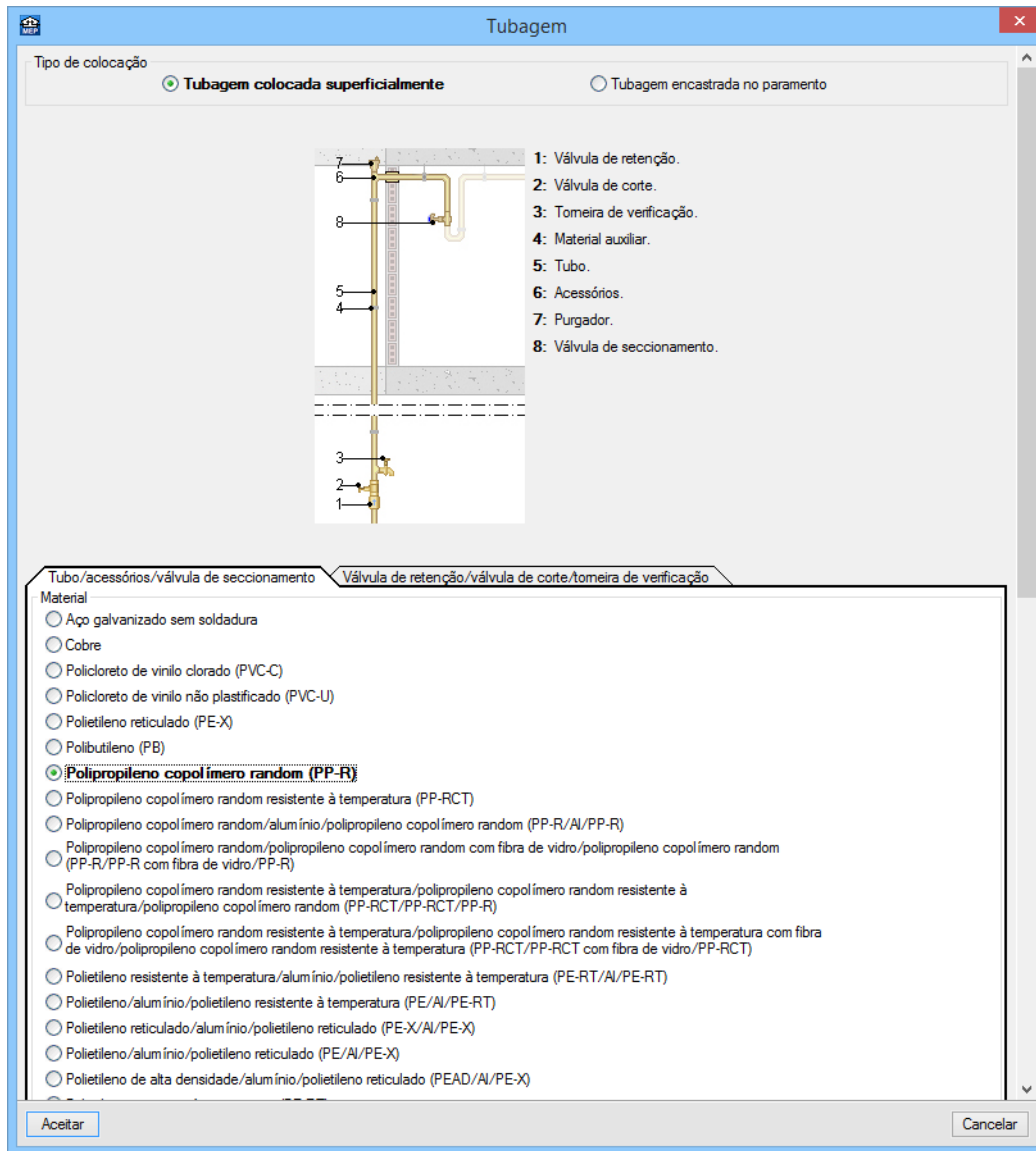 MEP
Tubagem
Tipo de colocação
Tubagem colocada superficialmente
Tubagem encastrada no paramento
7
6
8
5
4
3
2
1
1: Válvula de retenção.
2: Válvula de corte.
3: Torneira de verificação.
4: Material auxiliar.
5: Tubo.
6: Acessórios.
7: Purgador.
8: Válvula de seccionamento.
Tubo/acessórios/válvula de seccionamento
Válvula de retenção/válvula de corte/torneira de verificação
Material
Aço galvanizado sem soldadura
Cobre
Policloreto de vinilo clorado (PVC-C)
Policloreto de vinilo não plastificado (PVC-U)
Polietileno reticulado (PE-X)
Polibutileno (PB)
Polipropileno copolímero random (PP-R)
Polipropileno copolímero random resistente à temperatura (PP-RCT)
Polipropileno copolímero random/alumínio/polipropileno copolímero random (PP-R/Al/PP-R)
Polipropileno copolímero random/polipropileno copolímero random com fibra de vidro/polipropileno copolímero random
(PP-R/PP-R com fibra de vidro/PP-R)
Polipropileno copolímero random resistente à temperatura/polipropileno copolímero random resistente à
temperatura/polipropileno copolímero random (PP-RCT/PP-RCT/PP-R)
Polipropileno copolímero random resistente à temperatura/polipropileno copolímero random resistente à temperatura com fibra
de vidro/polipropileno copolímero random resistente à temperatura (PP-RCT/PP-RCT com fibra de vidro/PP-RCT)
Polietileno resistente à temperatura/alumínio/polietileno resistente à temperatura (PE-RT/Al/PE-RT)
Polietileno/alumínio/polietileno resistente à temperatura (PE/Al/PE-RT)
Polietileno reticulado/alumínio/polietileno reticulado (PE-X/Al/PE-X)
Polietileno/alumínio/polietileno reticulado (PE/Al/PE-X)
Polietileno de alta densidade/alumínio/polietileno reticulado (PEAD/Al/PE-X)
Aceitar
Cancelar